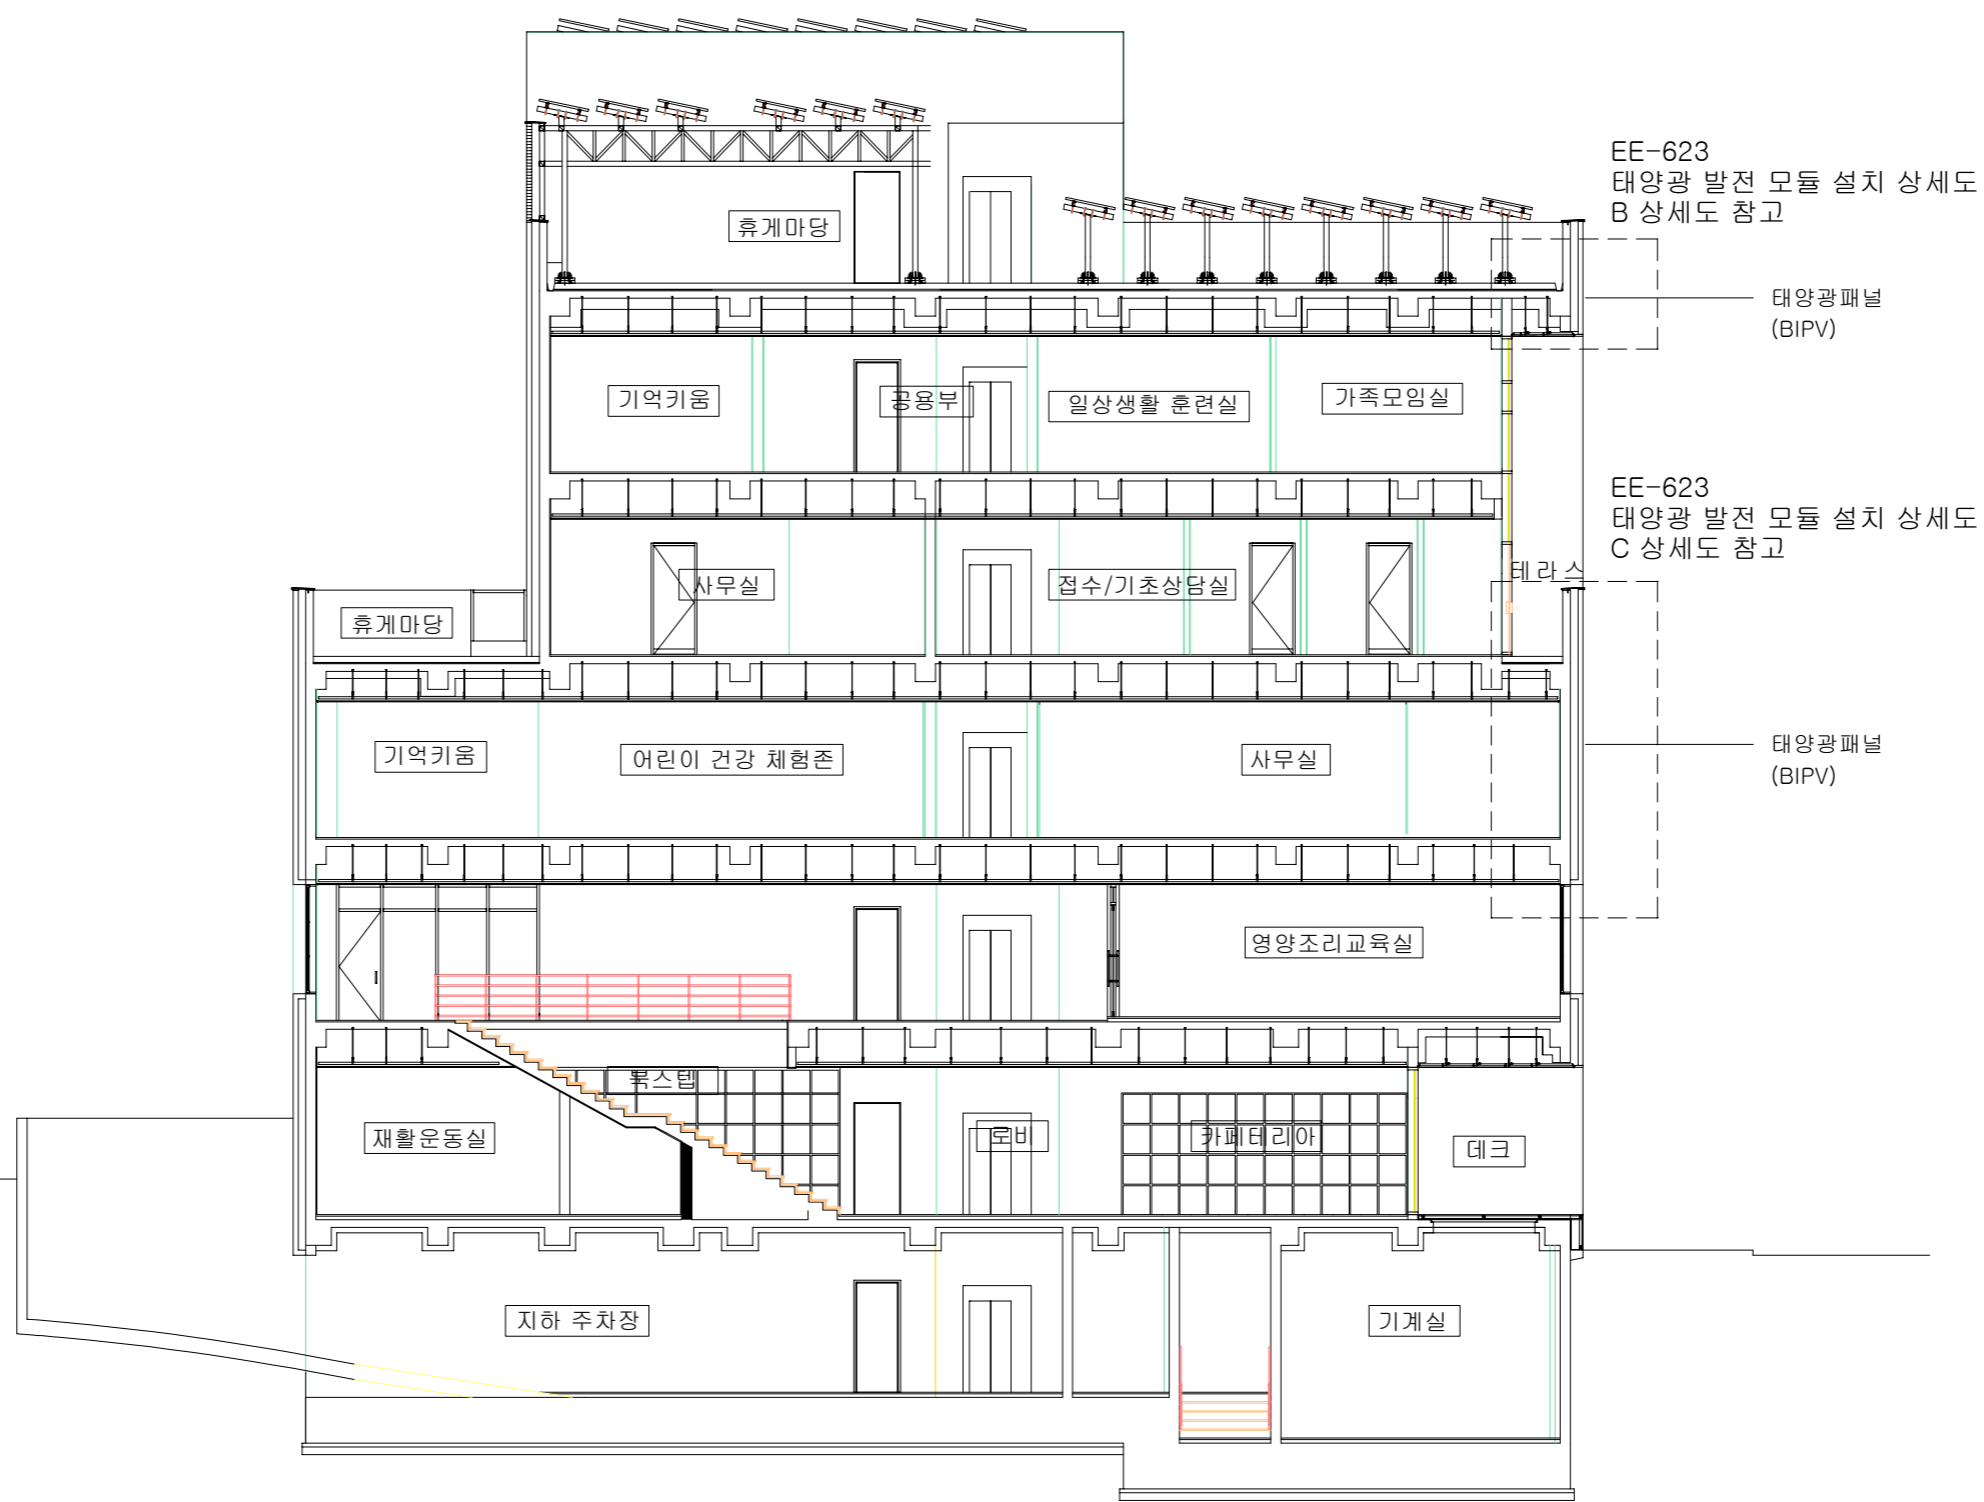 EE-623
태양광 발전 모듈 설치 상세도
B 상세도 참고
휴게마당
태양광패널
(BIPV)
기억키움
공용부
일상생활 훈련실
가족모임실
EE-623
태양광 발전 모듈 설치 상세도
C 상세도 참고
테라스
사무실
접수/기초상담실
휴게마당
기억키움
어린이 건강 체험존
사무실
태양광패널
(BIPV)
영양조리교육실
북스텝
재활운동실
로비
카페테리아
데크
지하 주차장
기계실